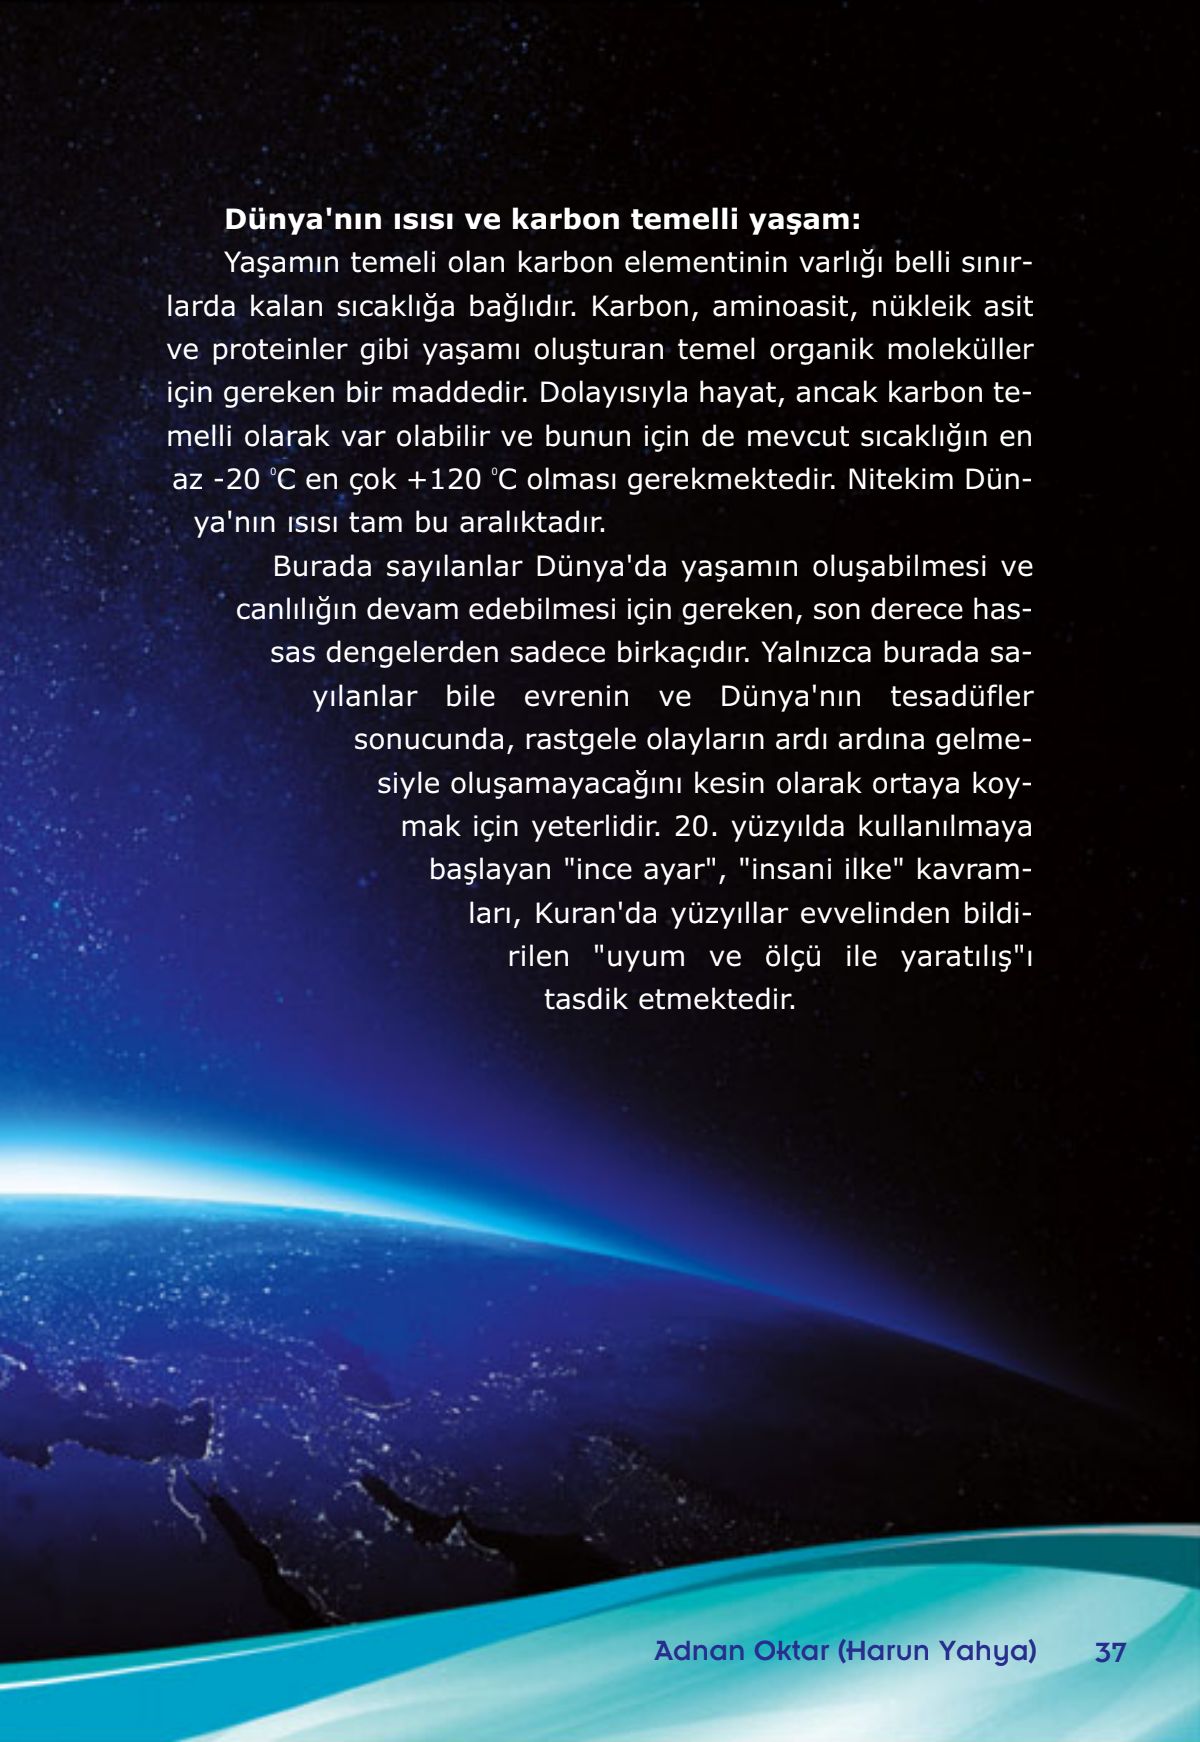 Dünya'nın ısısı ve karbon temelli yaşam:
Yaşamın temeli olan karbon elementinin varlığı belli sınır-
larda kalan sıcaklığa bağlıdır. Karbon, aminoasit, nükleik asit
ve proteinler gibi yaşamı oluşturan temel organik moleküller
için gereken bir maddedir. Dolayısıyla hayat, ancak karbon te-
melli olarak var olabilir ve bunun için de mevcut sıcaklığın en
az -20 ⁰C en çok +120 ⁰C olması gerekmektedir. Nitekim Dün-
ya'nın ısısı tam bu aralıktadır.
Burada sayılanlar Dünya'da yaşamın oluşabilmesi ve
canlılığın devam edebilmesi için gereken, son derece has-
sas dengelerden sadece birkaçıdır. Yalnızca burada sa-
yılanlar bile evrenin ve Dünya'nın tesadüfler
sonucunda, rastgele olayların ardı ardına gelme-
siyle oluşamayacağını kesin olarak ortaya koy-
mak için yeterlidir. 20. yüzyılda kullanılmaya
başlayan "ince ayar", "insani ilke" kavram-
ları, Kuran'da yüzyıllar evvelinden bildi-
rilen "uyum ve ölçü ile yaratılış"ı
tasdik etmektedir.
Adnan Oktar (Harun Yahya) 37